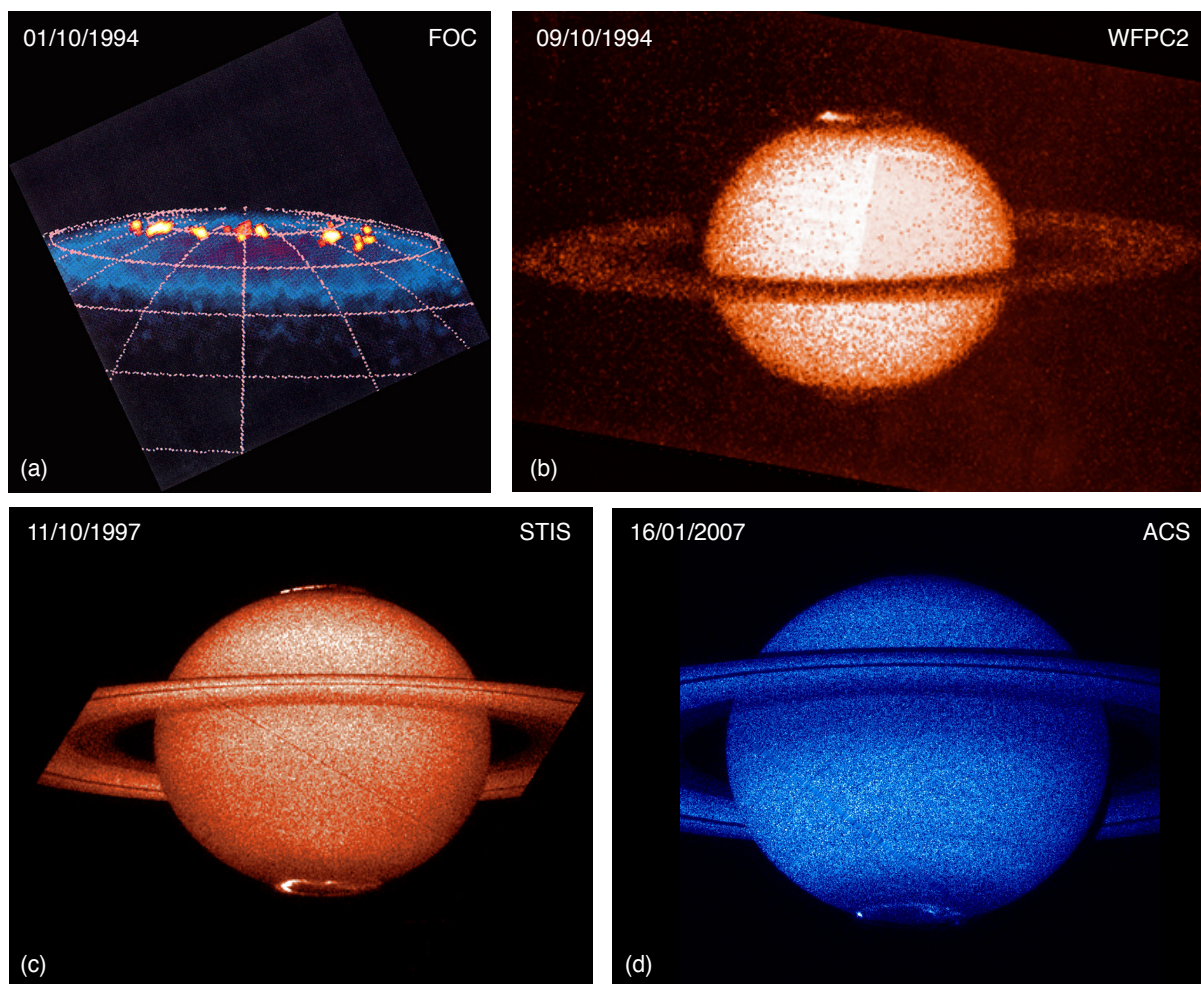 01/10/1994 FOC
(a)
09/10/1994 WFPC2
(b)
11/10/1997 STIS
(c)
16/01/2007 ACS
(d)